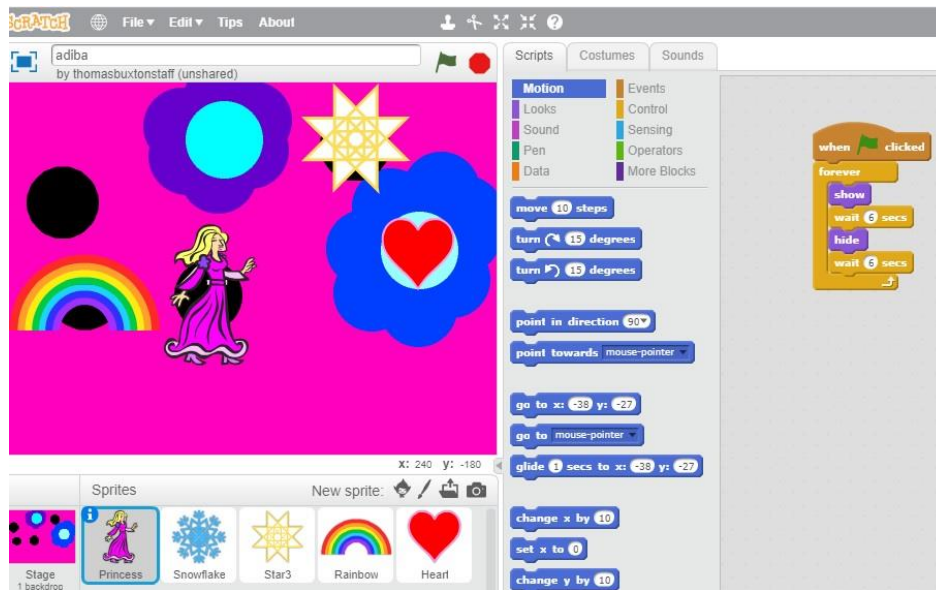 SCRATCH File Edit Tips About
adiba
by thomasbuxtonstaff (unshared)
X: 240 y: -180
Sprites New sprite:
Stage
1 backdrop
Princess
Snowflake
Star3
Rainbow
Heart
Scripts Costumes Sounds
Motion Events
Looks Control
Sound Sensing
Pen Operators
Data More Blocks
move 10 steps
turn 15 degrees
turn 15 degrees
point in direction 90
point towards mouse-pointer
go to x: -38 y: -27
go to mouse-pointer
glide 1 secs to x: -38 y: -27
change x by 10
set x to 0
change y by 10
when clicked
forever
show
wait 6 secs
hide
wait 6 secs